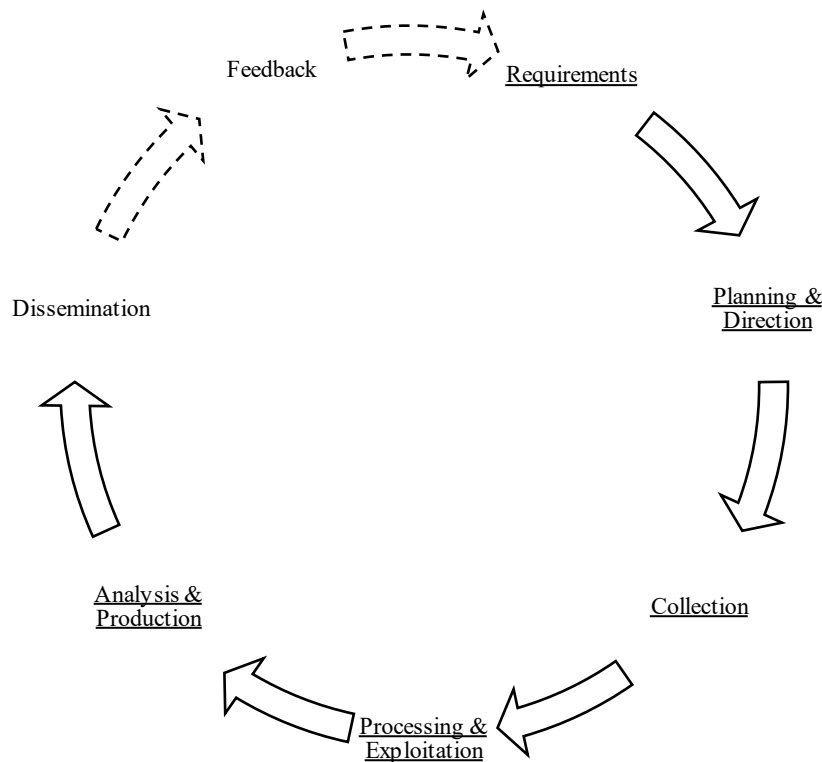 Feedback
Requirements
Planning &
Direction
Collection
Processing &
Exploitation
Analysis &
Production
Dissemination